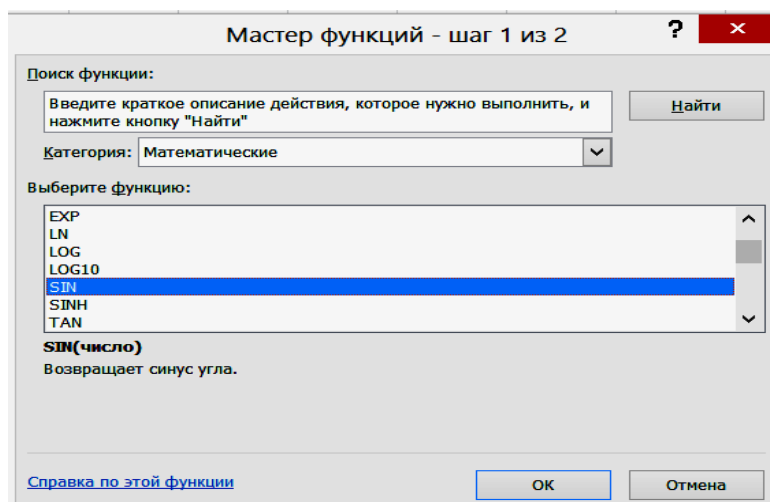 Мастер функций - шаг 1 из 2
?
Поиск функции:
Введите краткое описание действия, которое нужно выполнить, и
нажмите кнопку "Найти"
Найти
Категория: Математические
Выберите функцию:
EXP
LN
LOG
LOG10
SIN
SINH
TAN
SIN(число)
Возвращает синус угла.
Справка по этой функции
ОК
Отмена